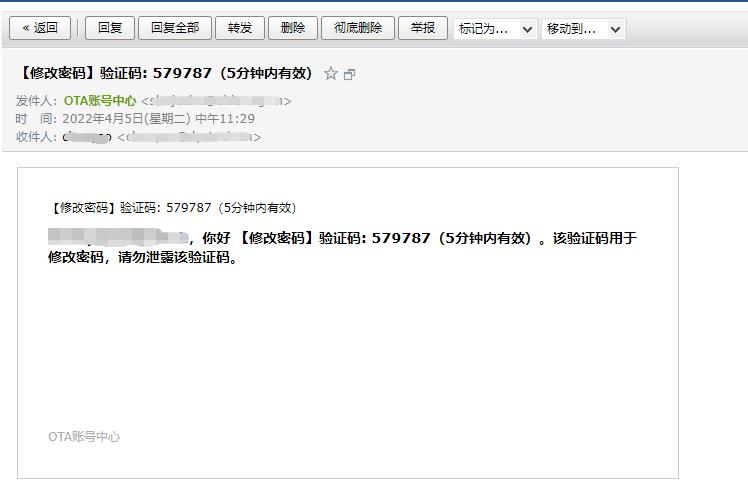 « 返回 回复 回复全部 转发 删除 彻底删除 举报 标记为... 移动到...
【修改密码】验证码: 579787（5分钟内有效）
发件人: OTA账号中心
时 间: 2022年4月5日(星期二) 中午11:29
收件人:
【修改密码】验证码: 579787（5分钟内有效）
，你好 【修改密码】验证码: 579787（5分钟内有效）。该验证码用于
修改密码，请勿泄露该验证码。
OTA账号中心